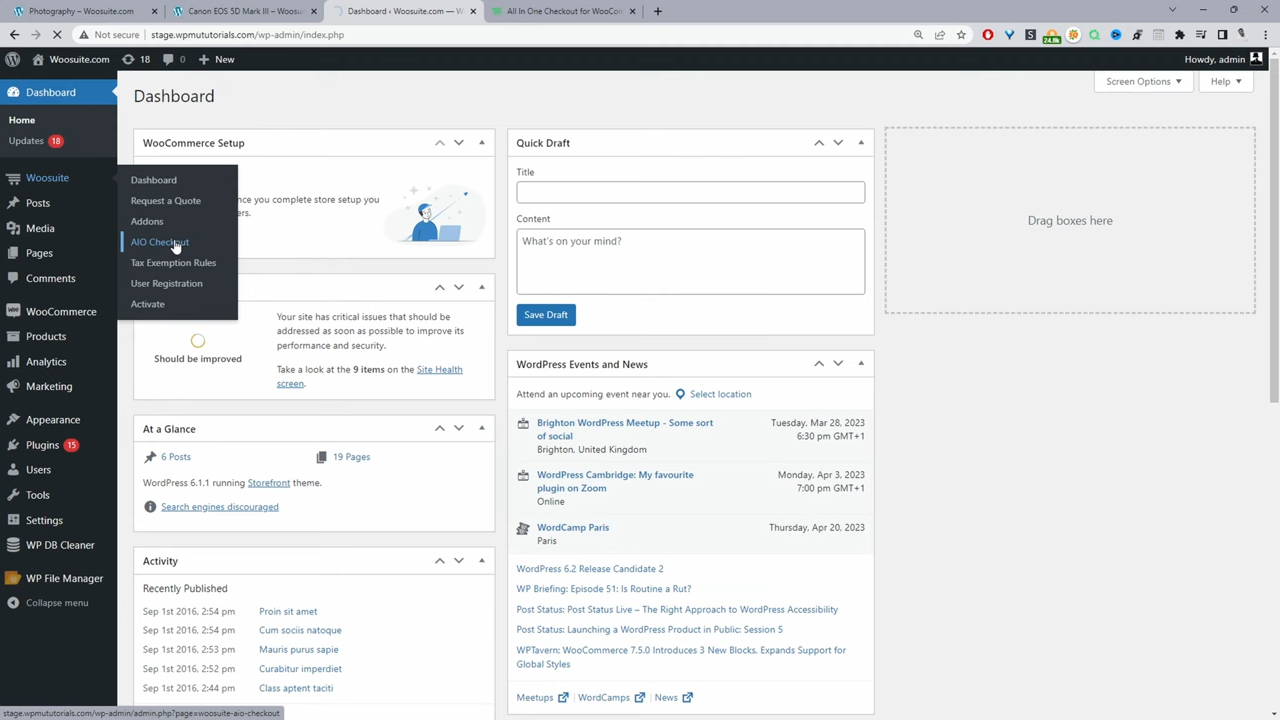 Photography – Woosuite.com
Canon EOS 5D Mark III – Woosuit
Dashboard ‹ Woosuite.com — W
All In One Checkout for WooCom
Not secure
stage.wpmututorials.com/wp-admin/index.php
24.8k
Woosuite.com
18
0
New
Howdy, admin
Dashboard
Home
Updates 18
Woosuite
Posts
Media
Pages
Comments
WooCommerce
Products
Analytics
Marketing
Appearance
Plugins 15
Users
Tools
Settings
WP DB Cleaner
WP File Manager
Collapse menu
Dashboard
Request a Quote
Addons
AIO Checkout
Tax Exemption Rules
User Registration
Activate
Dashboard
Screen Options
Help
WooCommerce Setup
nce you complete store setup you
ers.
Your site has critical issues that should be
addressed as soon as possible to improve its
performance and security.
Should be improved
Take a look at the 9 items on the Site Health
screen.
At a Glance
6 Posts
19 Pages
WordPress 6.1.1 running Storefront theme.
Search engines discouraged
Activity
Recently Published
Sep 1st 2016, 2:54 pm Proin sit amet
Sep 1st 2016, 2:54 pm Cum sociis natoque
Sep 1st 2016, 2:53 pm Mauris purus sapie
Sep 1st 2016, 2:52 pm Curabitur imperdiet
Sep 1st 2016, 2:44 pm Class aptent taciti
Quick Draft
Title
Content
What's on your mind?
Save Draft
WordPress Events and News
Attend an upcoming event near you. Select location
Brighton WordPress Meetup - Some sort
of social
Brighton, United Kingdom
Tuesday, Mar 28, 2023
6:30 pm GMT+1
WordPress Cambridge: My favourite
plugin on Zoom
Online
Monday, Apr 3, 2023
7:00 pm GMT+1
WordCamp Paris
Paris
Thursday, Apr 20, 2023
WordPress 6.2 Release Candidate 2
WP Briefing: Episode 51: Is Routine a Rut?
Post Status: Post Status Live – The Right Approach to WordPress Accessibility
Post Status: Launching a WordPress Product in Public: Session 5
WPTavern: WooCommerce 7.5.0 Introduces 3 New Blocks, Expands Support for
Global Styles
Meetups | WordCamps | News
Drag boxes here
stage.wpmututorials.com/wp-admin/admin.php?page=woosuite-aio-checkout